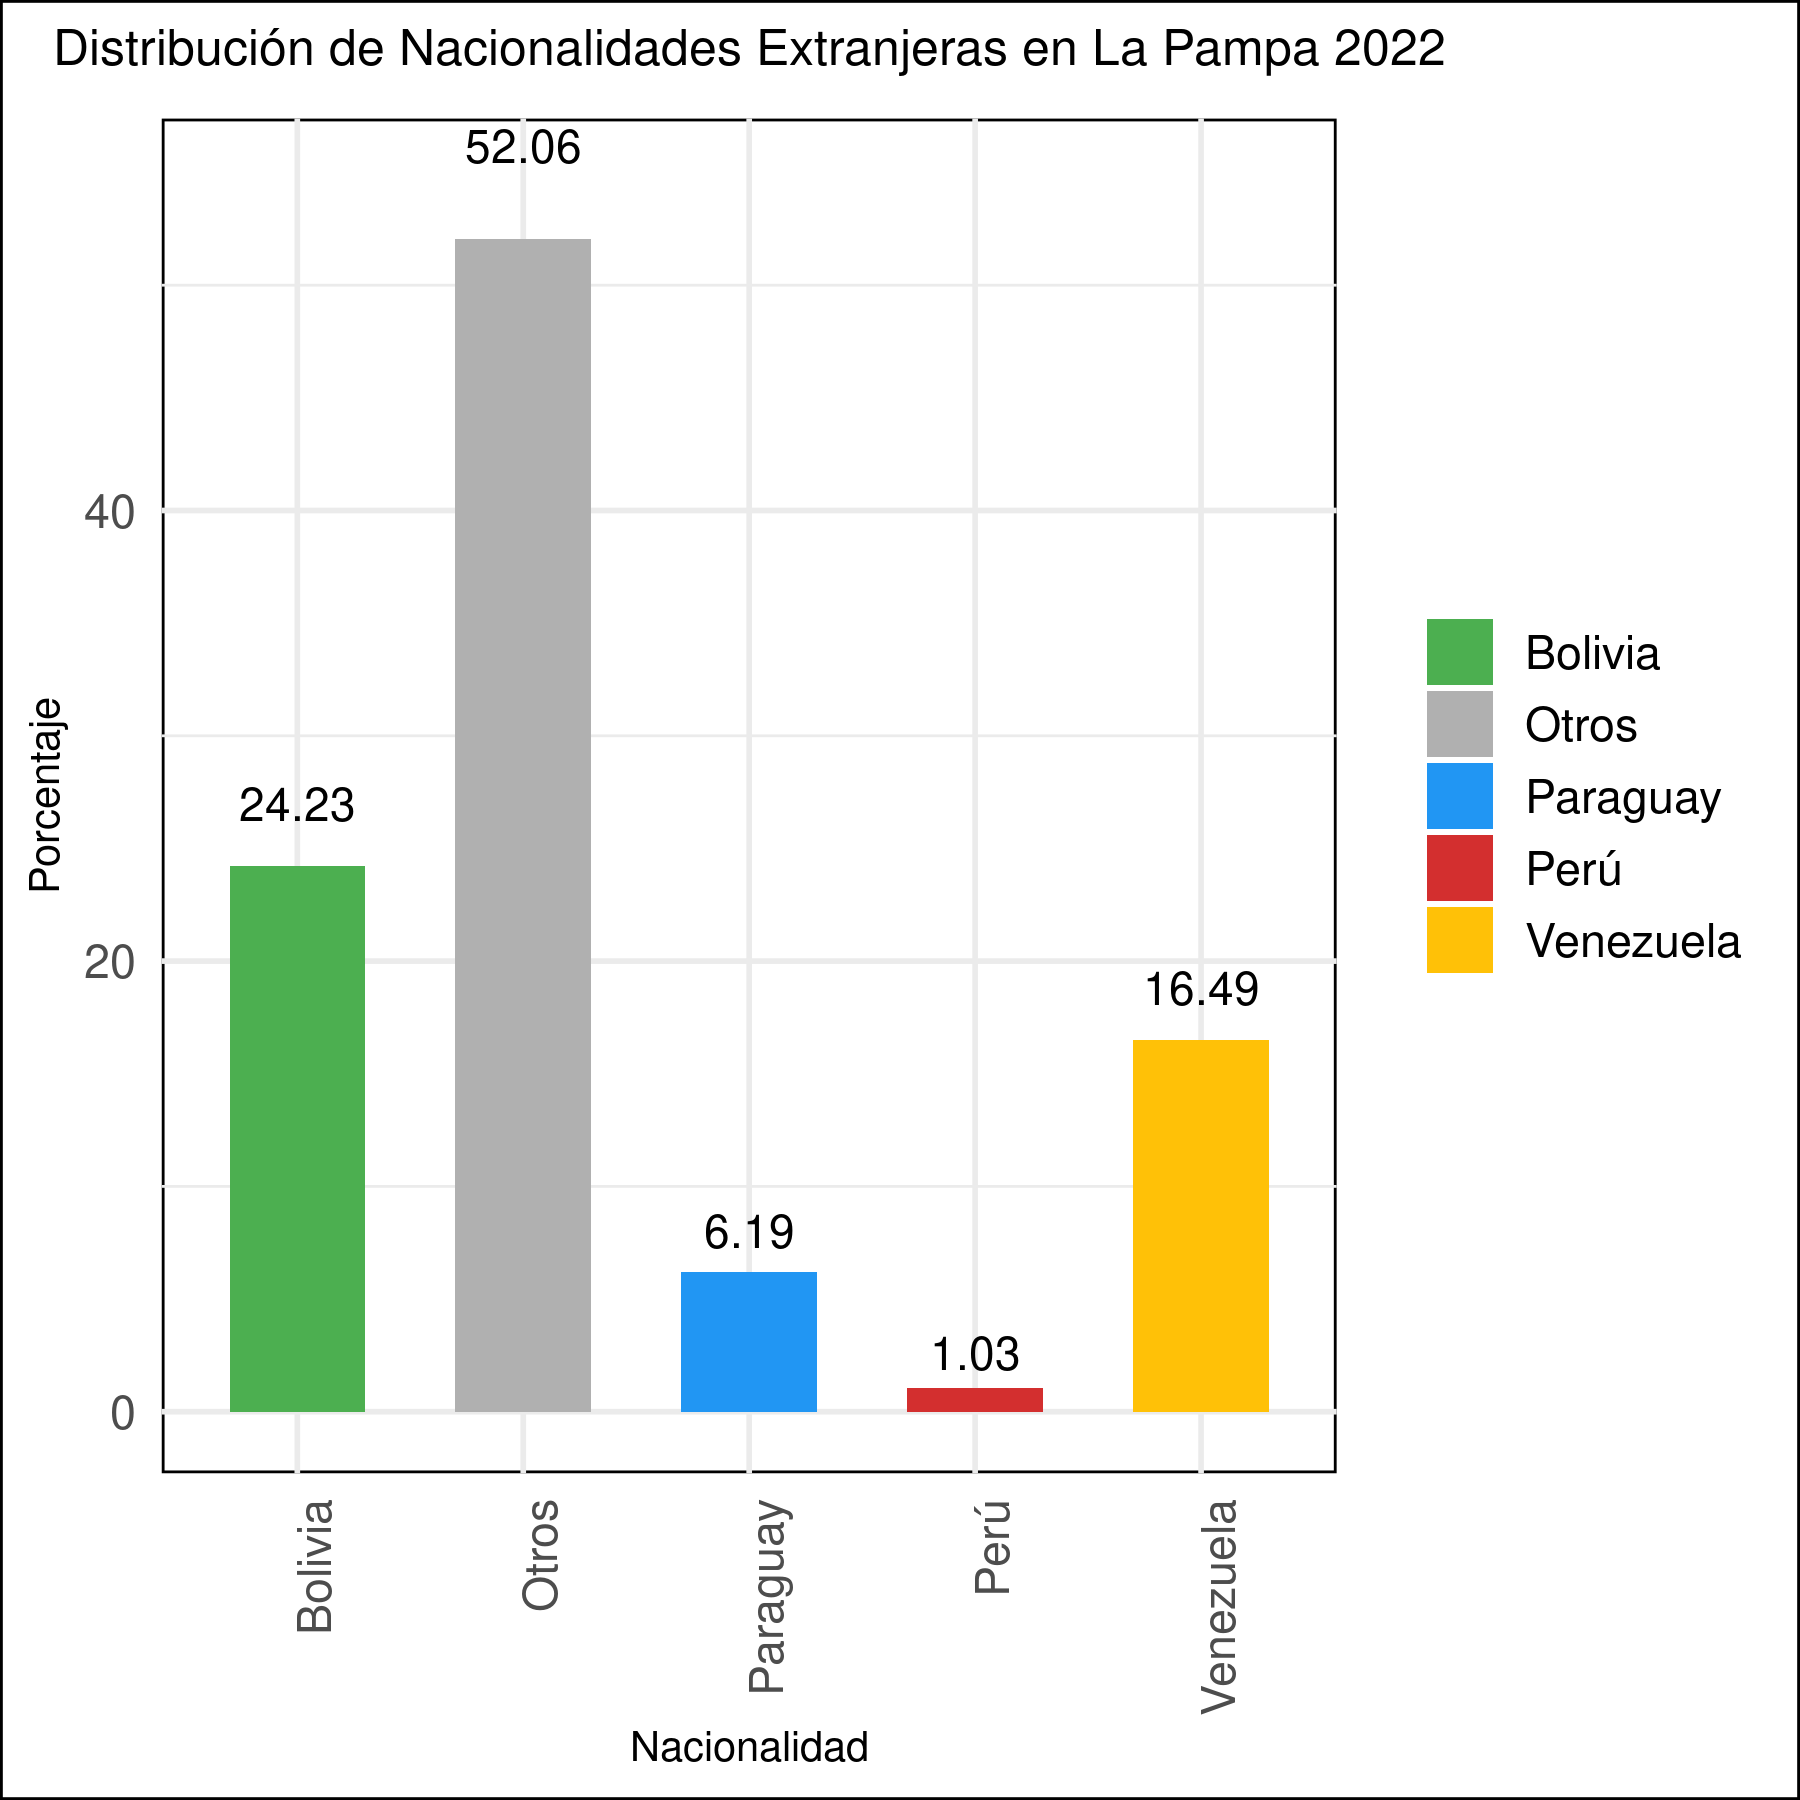 Distribución de Nacionalidades Extranjeras en La Pampa 2022
52.06
40
Bolivia
Otros
Porcentaje
24.23
Paraguay
Perú
20
16.49
Venezuela
6.19
1.03
0
Bolivia
Otros
Paraguay
Perú
Venezuela
Nacionalidad